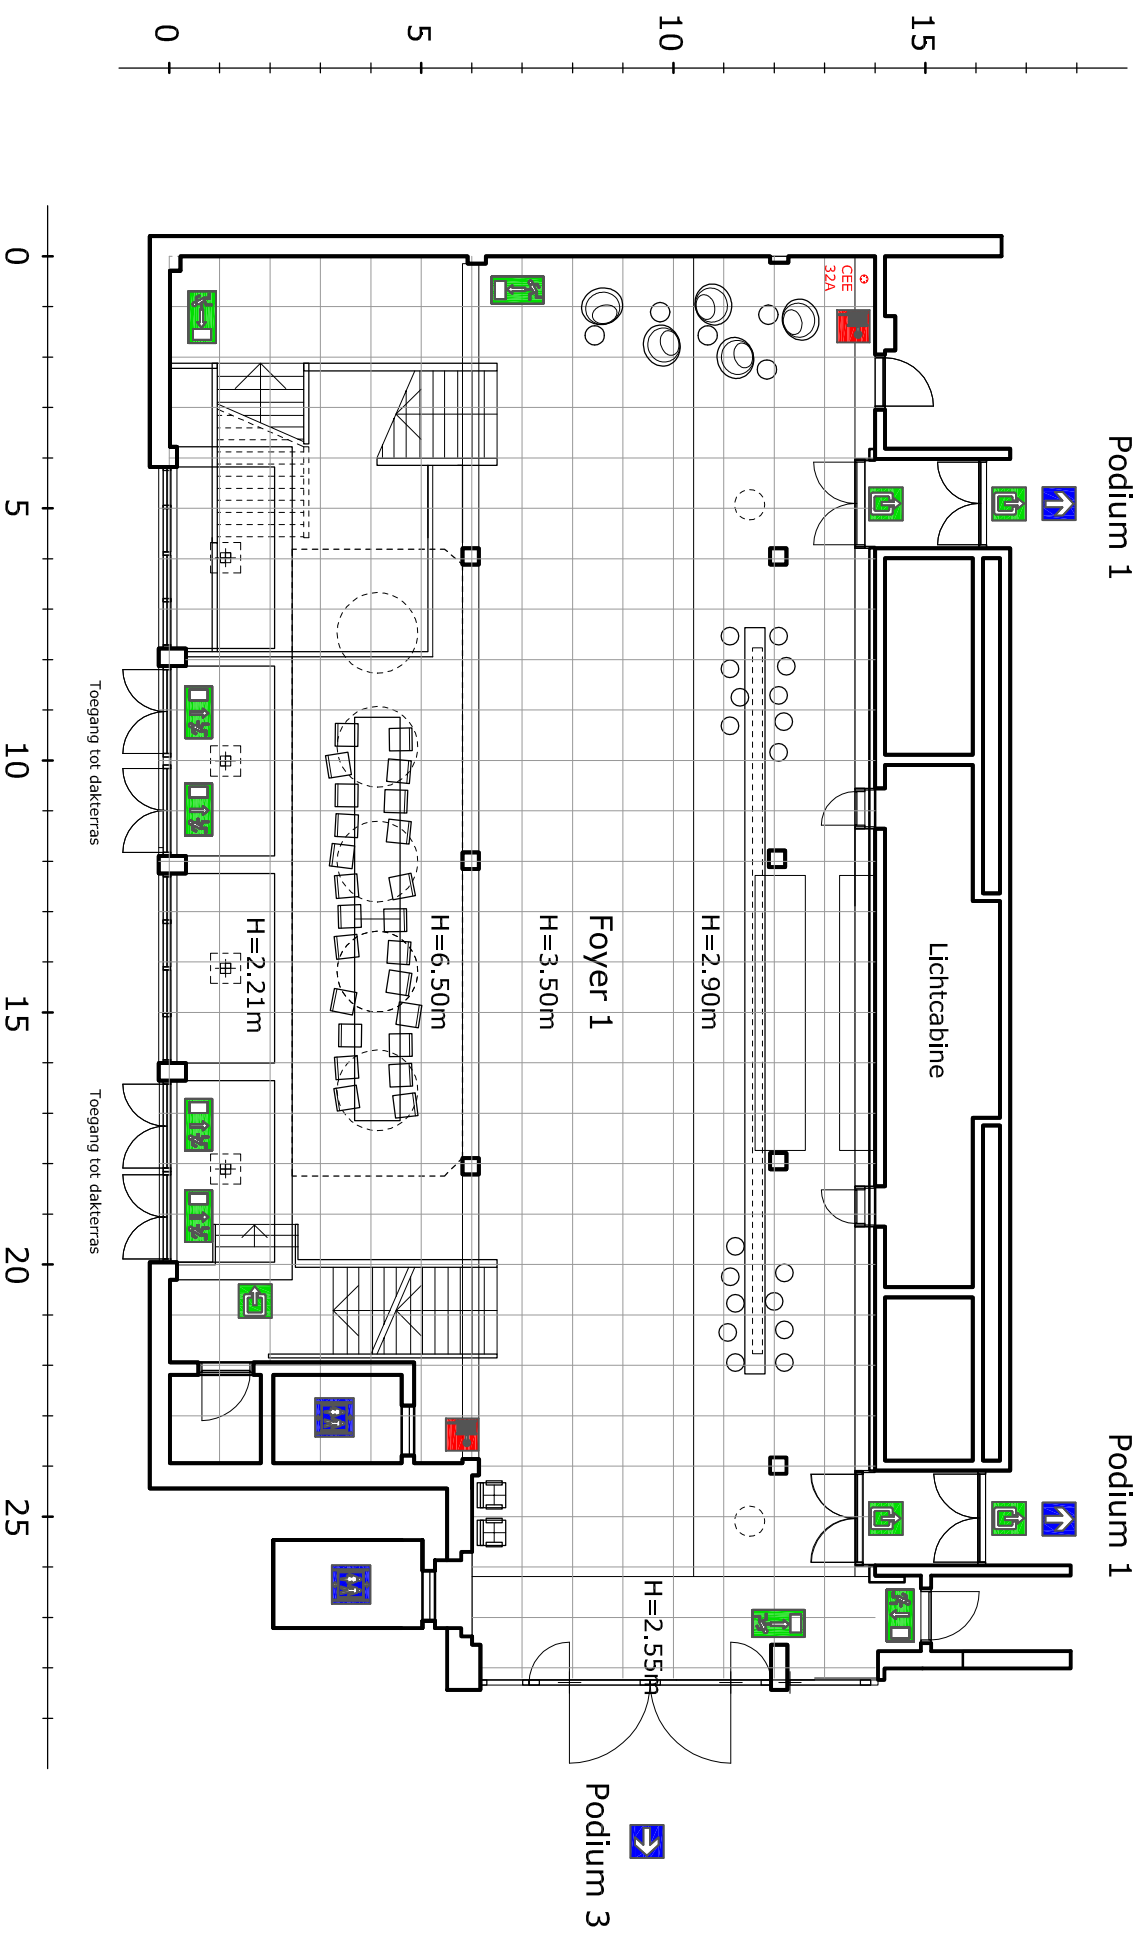 0
5
10
15
0
5
10
15
20
25
CEE
32A
Podium 1
Podium 1
Podium 3
Lichtcabine
Foyer 1
H=2.90m
H=3.50m
H=6.50m
H=2.21m
H=2.55m
Toegang tot dakterras
Toegang tot dakterras